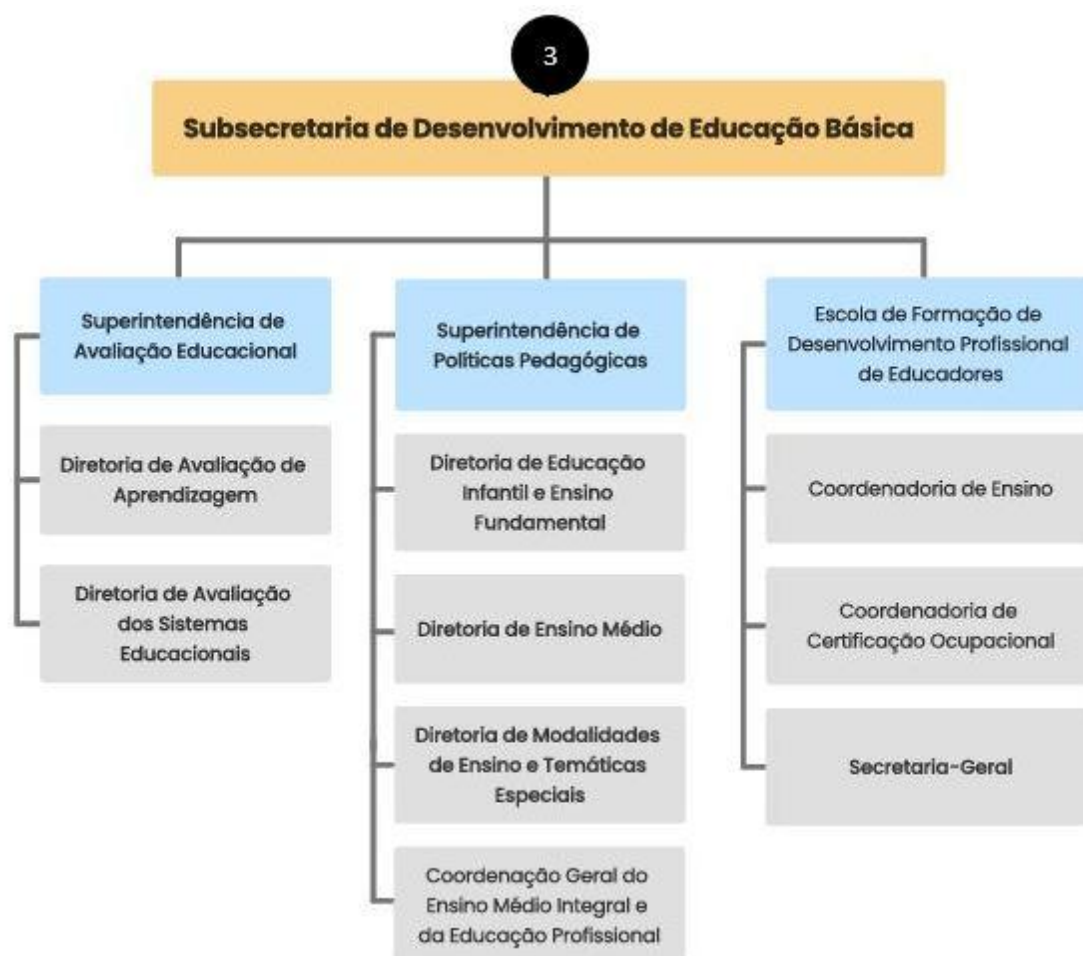 3
Subsecretaria de Desenvolvimento de Educação Básica
Superintendência de
Avaliação Educacional
Diretoria de Avaliação de
Aprendizagem
Diretoria de Avaliação
dos Sistemas
Educacionais
Superintendência de
Políticas Pedagógicas
Diretoria de Educação
Infantil e Ensino
Fundamental
Diretoria de Ensino Médio
Diretoria de Modalidades
de Ensino e Temáticas
Especiais
Coordenação Geral do
Ensino Médio Integral e
da Educação Profissional
Escola de Formação de
Desenvolvimento Profissional
de Educadores
Coordenadoria de Ensino
Coordenadoria de
Certificação Ocupacional
Secretaria-Geral